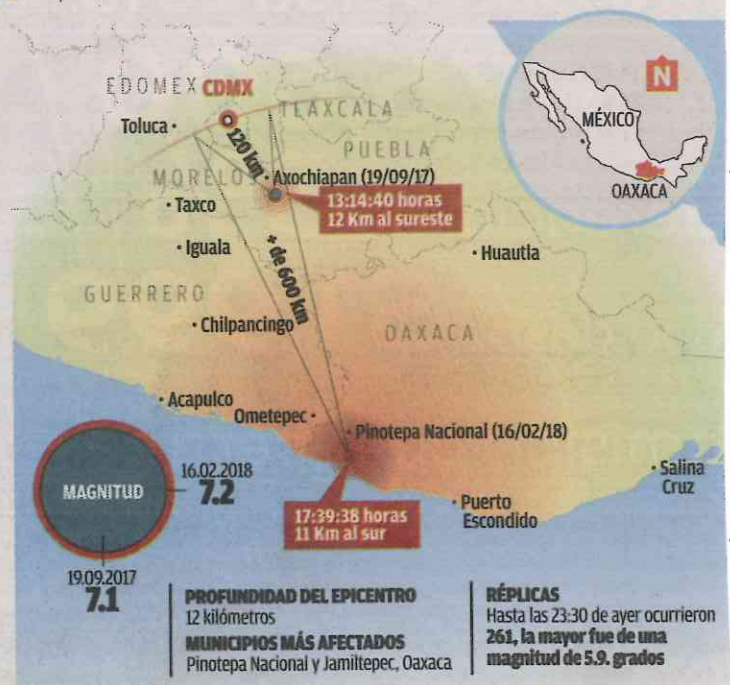 EDOMEX CDMX
TLAXCALA
Toluca
120 km
PUEBLA
MORELOS
Axochiapan (19/09/17)
13:14:40 horas
12 Km al sureste
Taxco
Iguala
+ de 600 km
Huautla
GUERRERO
Chilpancingo
OAXACA
Acapulco
Ometepec
Pinotepa Nacional (16/02/18)
Salina
Cruz
Puerto
Escondido
17:39:38 horas
11 Km al sur
N
MÉXICO
OAXACA
MAGNITUD
16.02.2018
7.2
19.09.2017
7.1
PROFUNDIDAD DEL EPICENTRO
12 kilómetros
MUNICIPIOS MÁS AFECTADOS
Pinotepa Nacional y Jamiltepec, Oaxaca
RÉPLICAS
Hasta las 23:30 de ayer ocurrieron
261, la mayor fue de una
magnitud de 5.9. grados